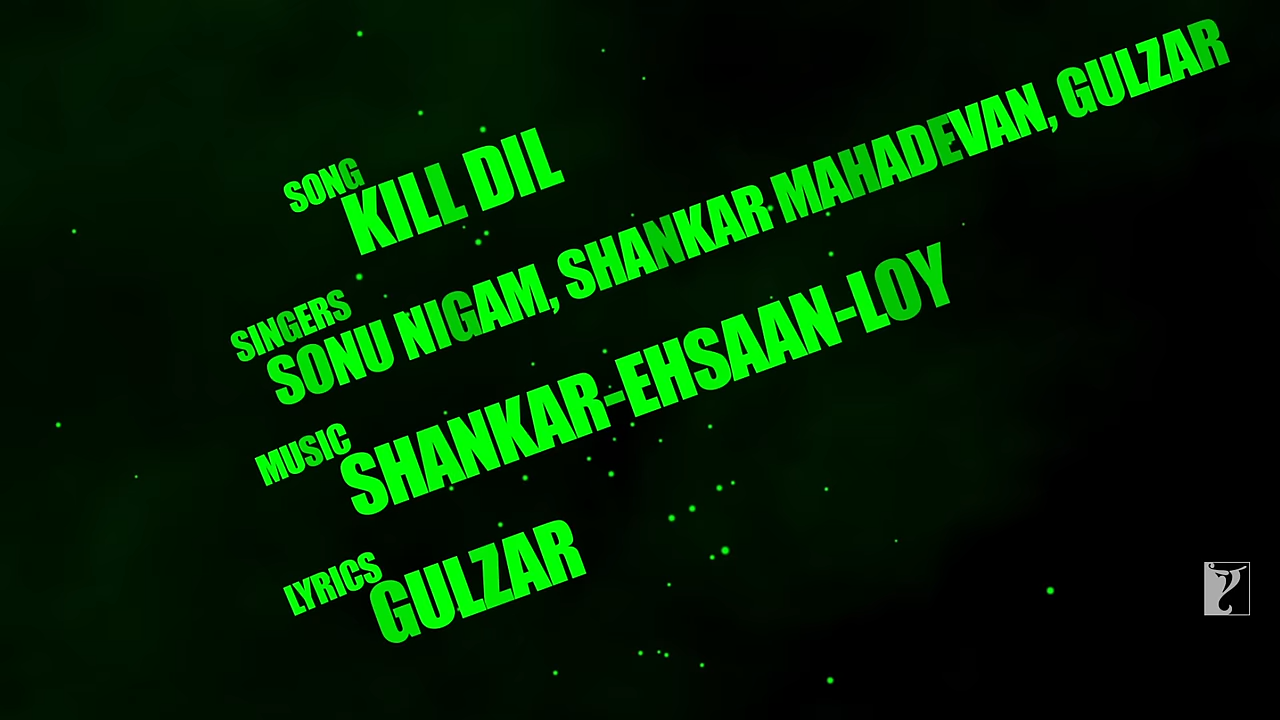 SONG
KILL DIL
SINGERS
SONU NIGAM, SHANKAR MAHADEVAN, GULZAR
MUSIC
SHANKAR-EHSAAN-LOY
LYRICS
GULZAR